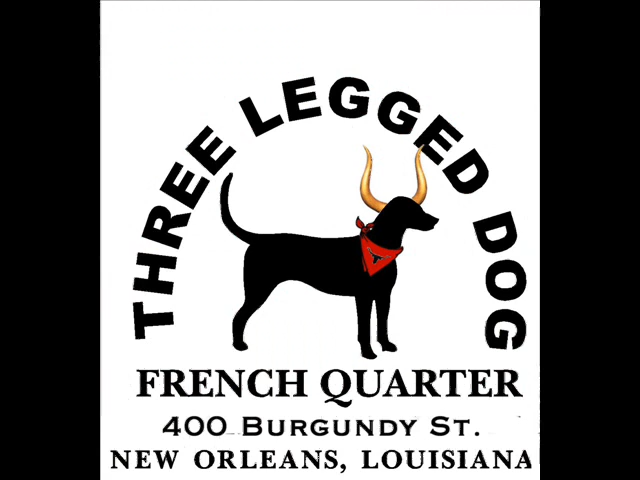 THREE LEGGED DOG
FRENCH QUARTER
400 BURGUNDY ST.
NEW ORLEANS, LOUISIANA